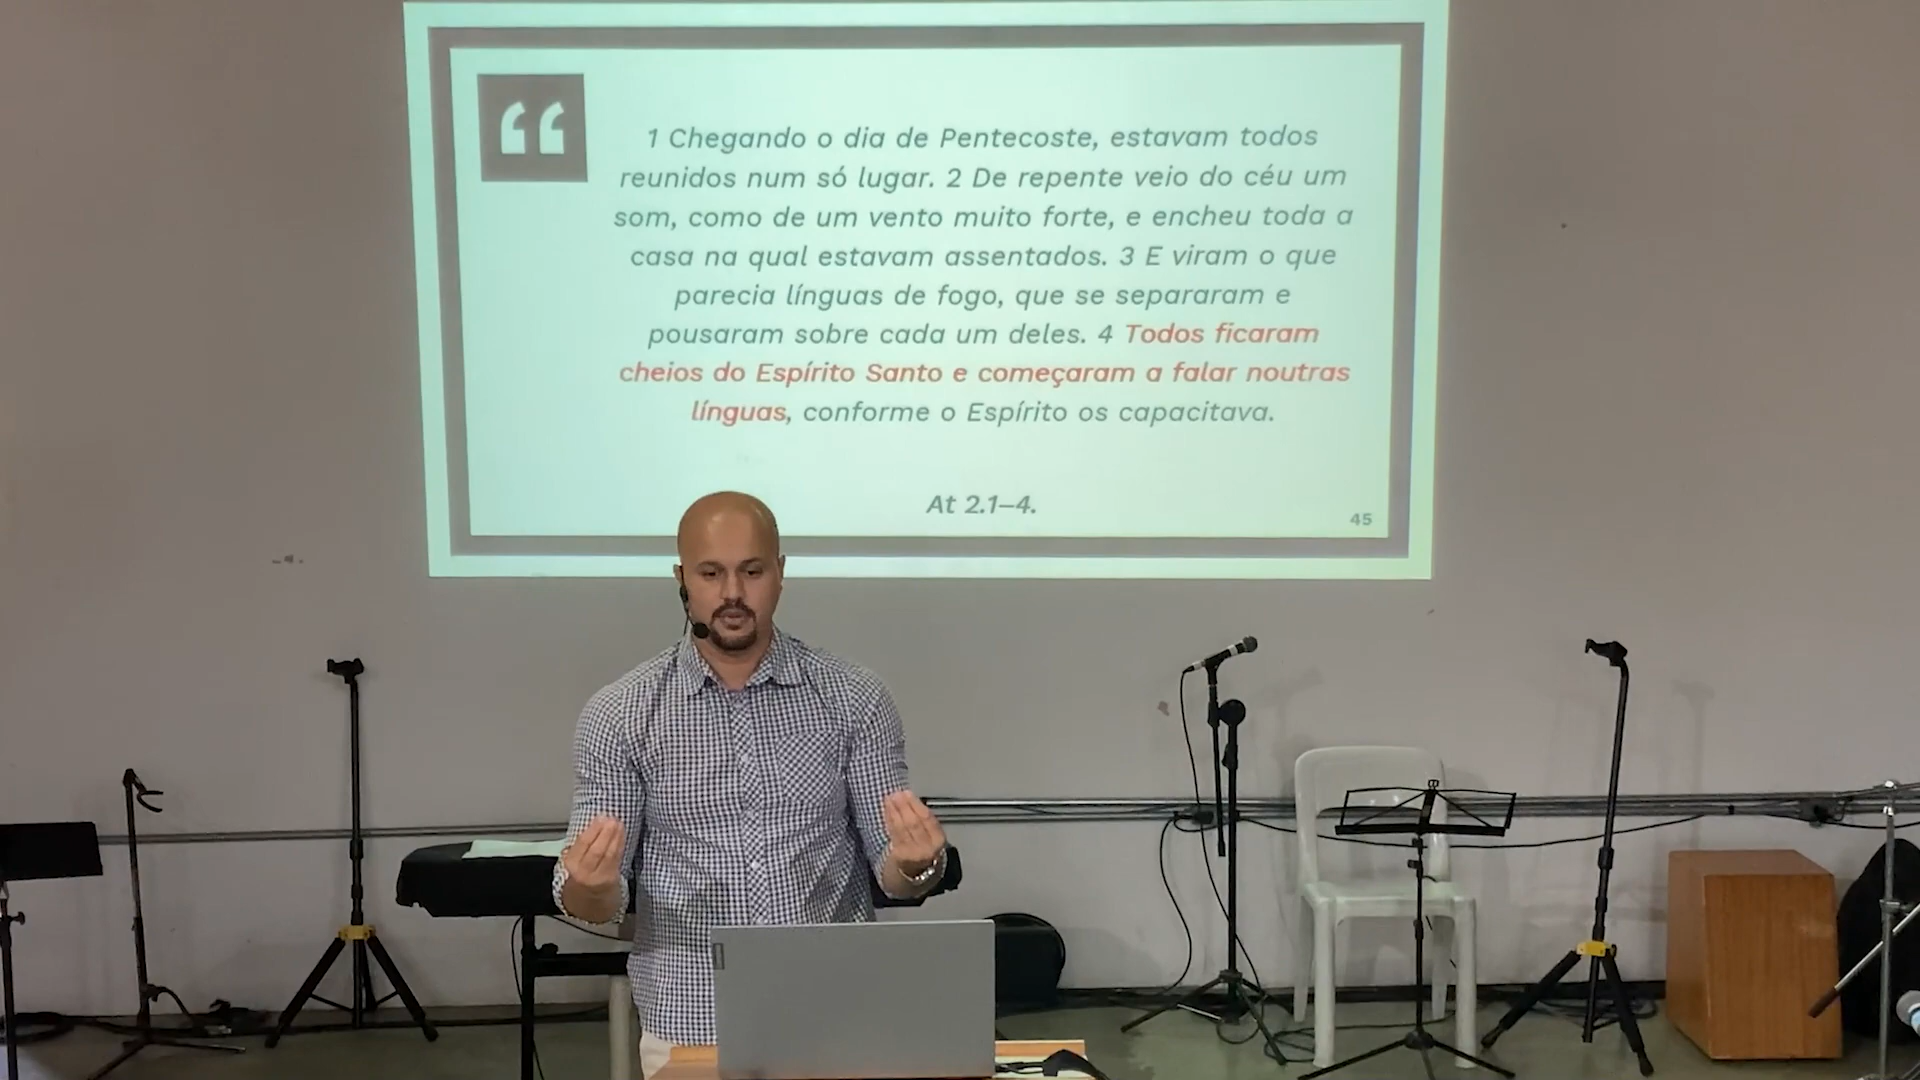 “
1 Chegando o dia de Pentecoste, estavam todos
reunidos num só lugar. 2 De repente veio do céu um
som, como de um vento muito forte, e encheu toda a
casa na qual estavam assentados. 3 E viram o que
parecia línguas de fogo, que se separaram e
pousaram sobre cada um deles. 4 Todos ficaram
cheios do Espírito Santo e começaram a falar noutras
línguas, conforme o Espírito os capacitava.
At 2.1–4.
45